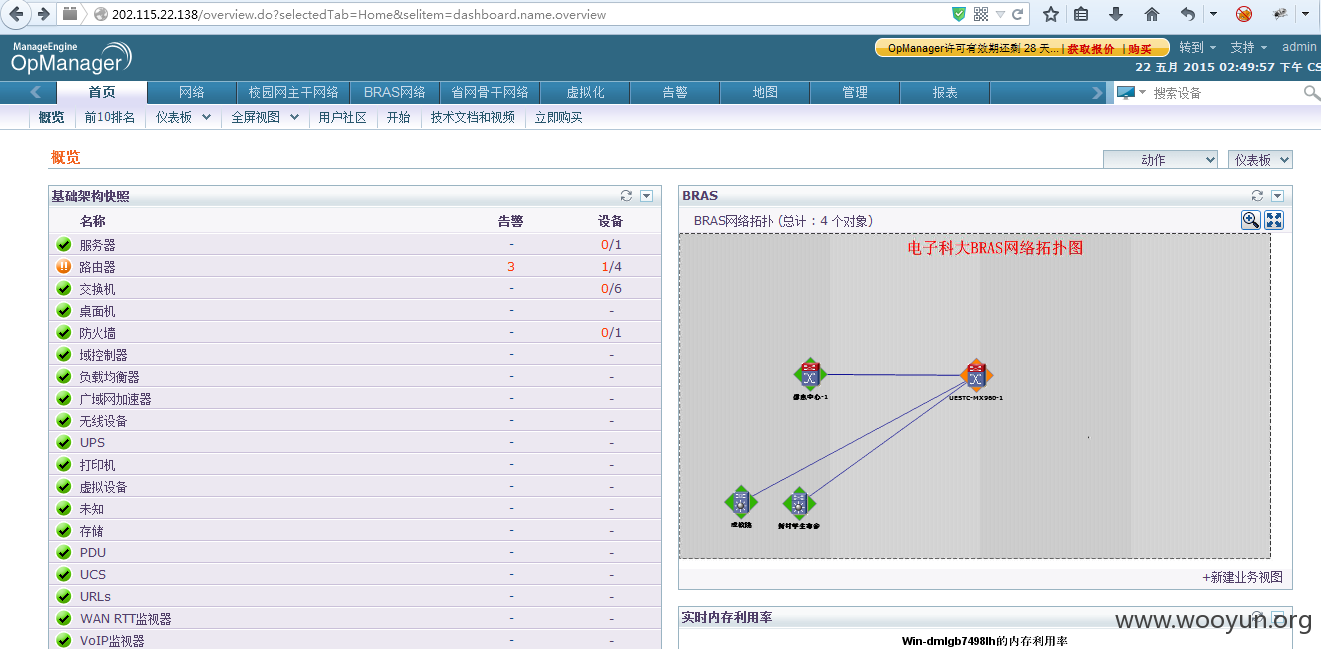 202.115.22.138/overview.do?selectedTab=Home&selitem=dashboard.name.overview
ManageEngine
OpManager
OpManager许可有效期还剩 28 天...|获取报价 |购买 转到 支持 admin
22 五月 2015 02:49:57 下午 CS
首页 网络 校园网主干网络 BRAS网络 省网骨干网络 虚拟化 告警 地图 管理 报表 搜索设备
概览 前10排名 仪表板 全屏视图 用户社区 开始 技术文档和视频 立即购买
概览 动作 仪表板
基础架构快照
名称 告警 设备
服务器 - 0/1
路由器 3 1/4
交换机 - 0/6
桌面机 - -
防火墙 - 0/1
域控制器 - -
负载均衡器 - -
广域网加速器 - -
无线设备 - -
UPS - -
打印机 - -
虚拟设备 - -
未知 - -
存储 - -
PDU - -
UCS - -
URLs - -
WAN RTT监视器 - -
VoIP监视器 - -
BRAS
BRAS网络拓扑 (总计：4 个对象)
电子科大BRAS网络拓扑图
信息中心-1
UESTC-MX960-1
+新建业务视图
实时内存利用率
Win-dmlgb7498lh的内存利用率
www.wooyun.org